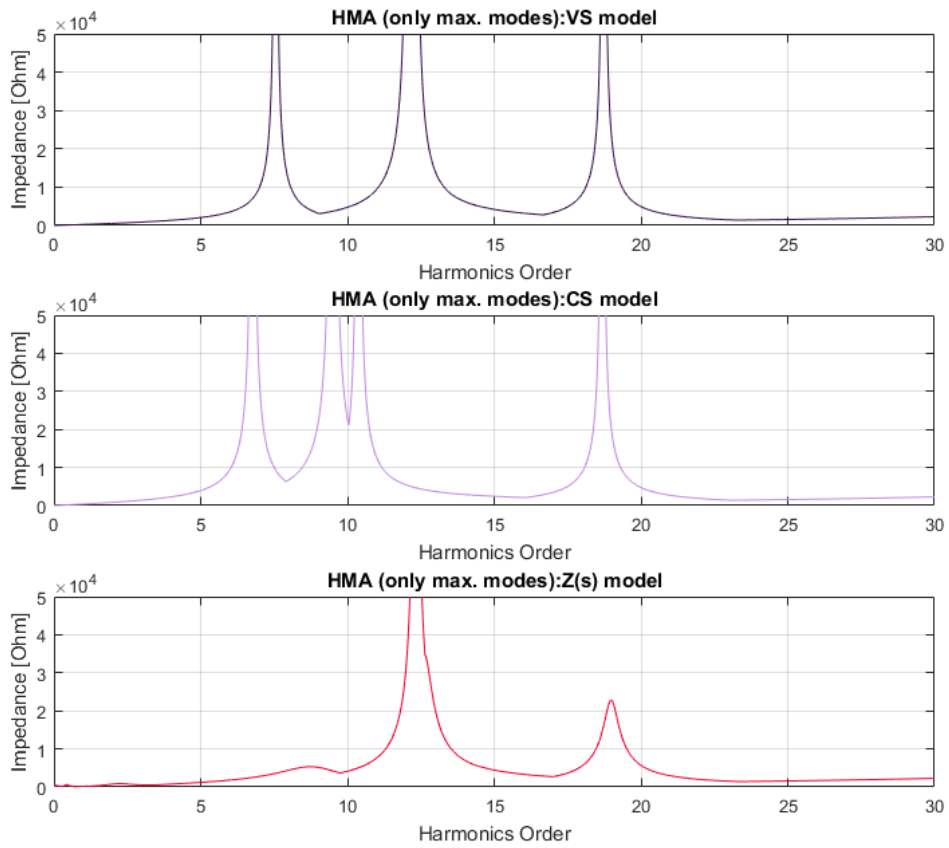 HMA (only max. modes):VS model
×10⁴
5
4
3
2
1
0
Impedance [Ohm]
0 5 10 15 20 25 30
Harmonics Order
HMA (only max. modes):CS model
×10⁴
5
4
3
2
1
0
Impedance [Ohm]
0 5 10 15 20 25 30
Harmonics Order
HMA (only max. modes):Z(s) model
×10⁴
5
4
3
2
1
0
Impedance [Ohm]
0 5 10 15 20 25 30
Harmonics Order